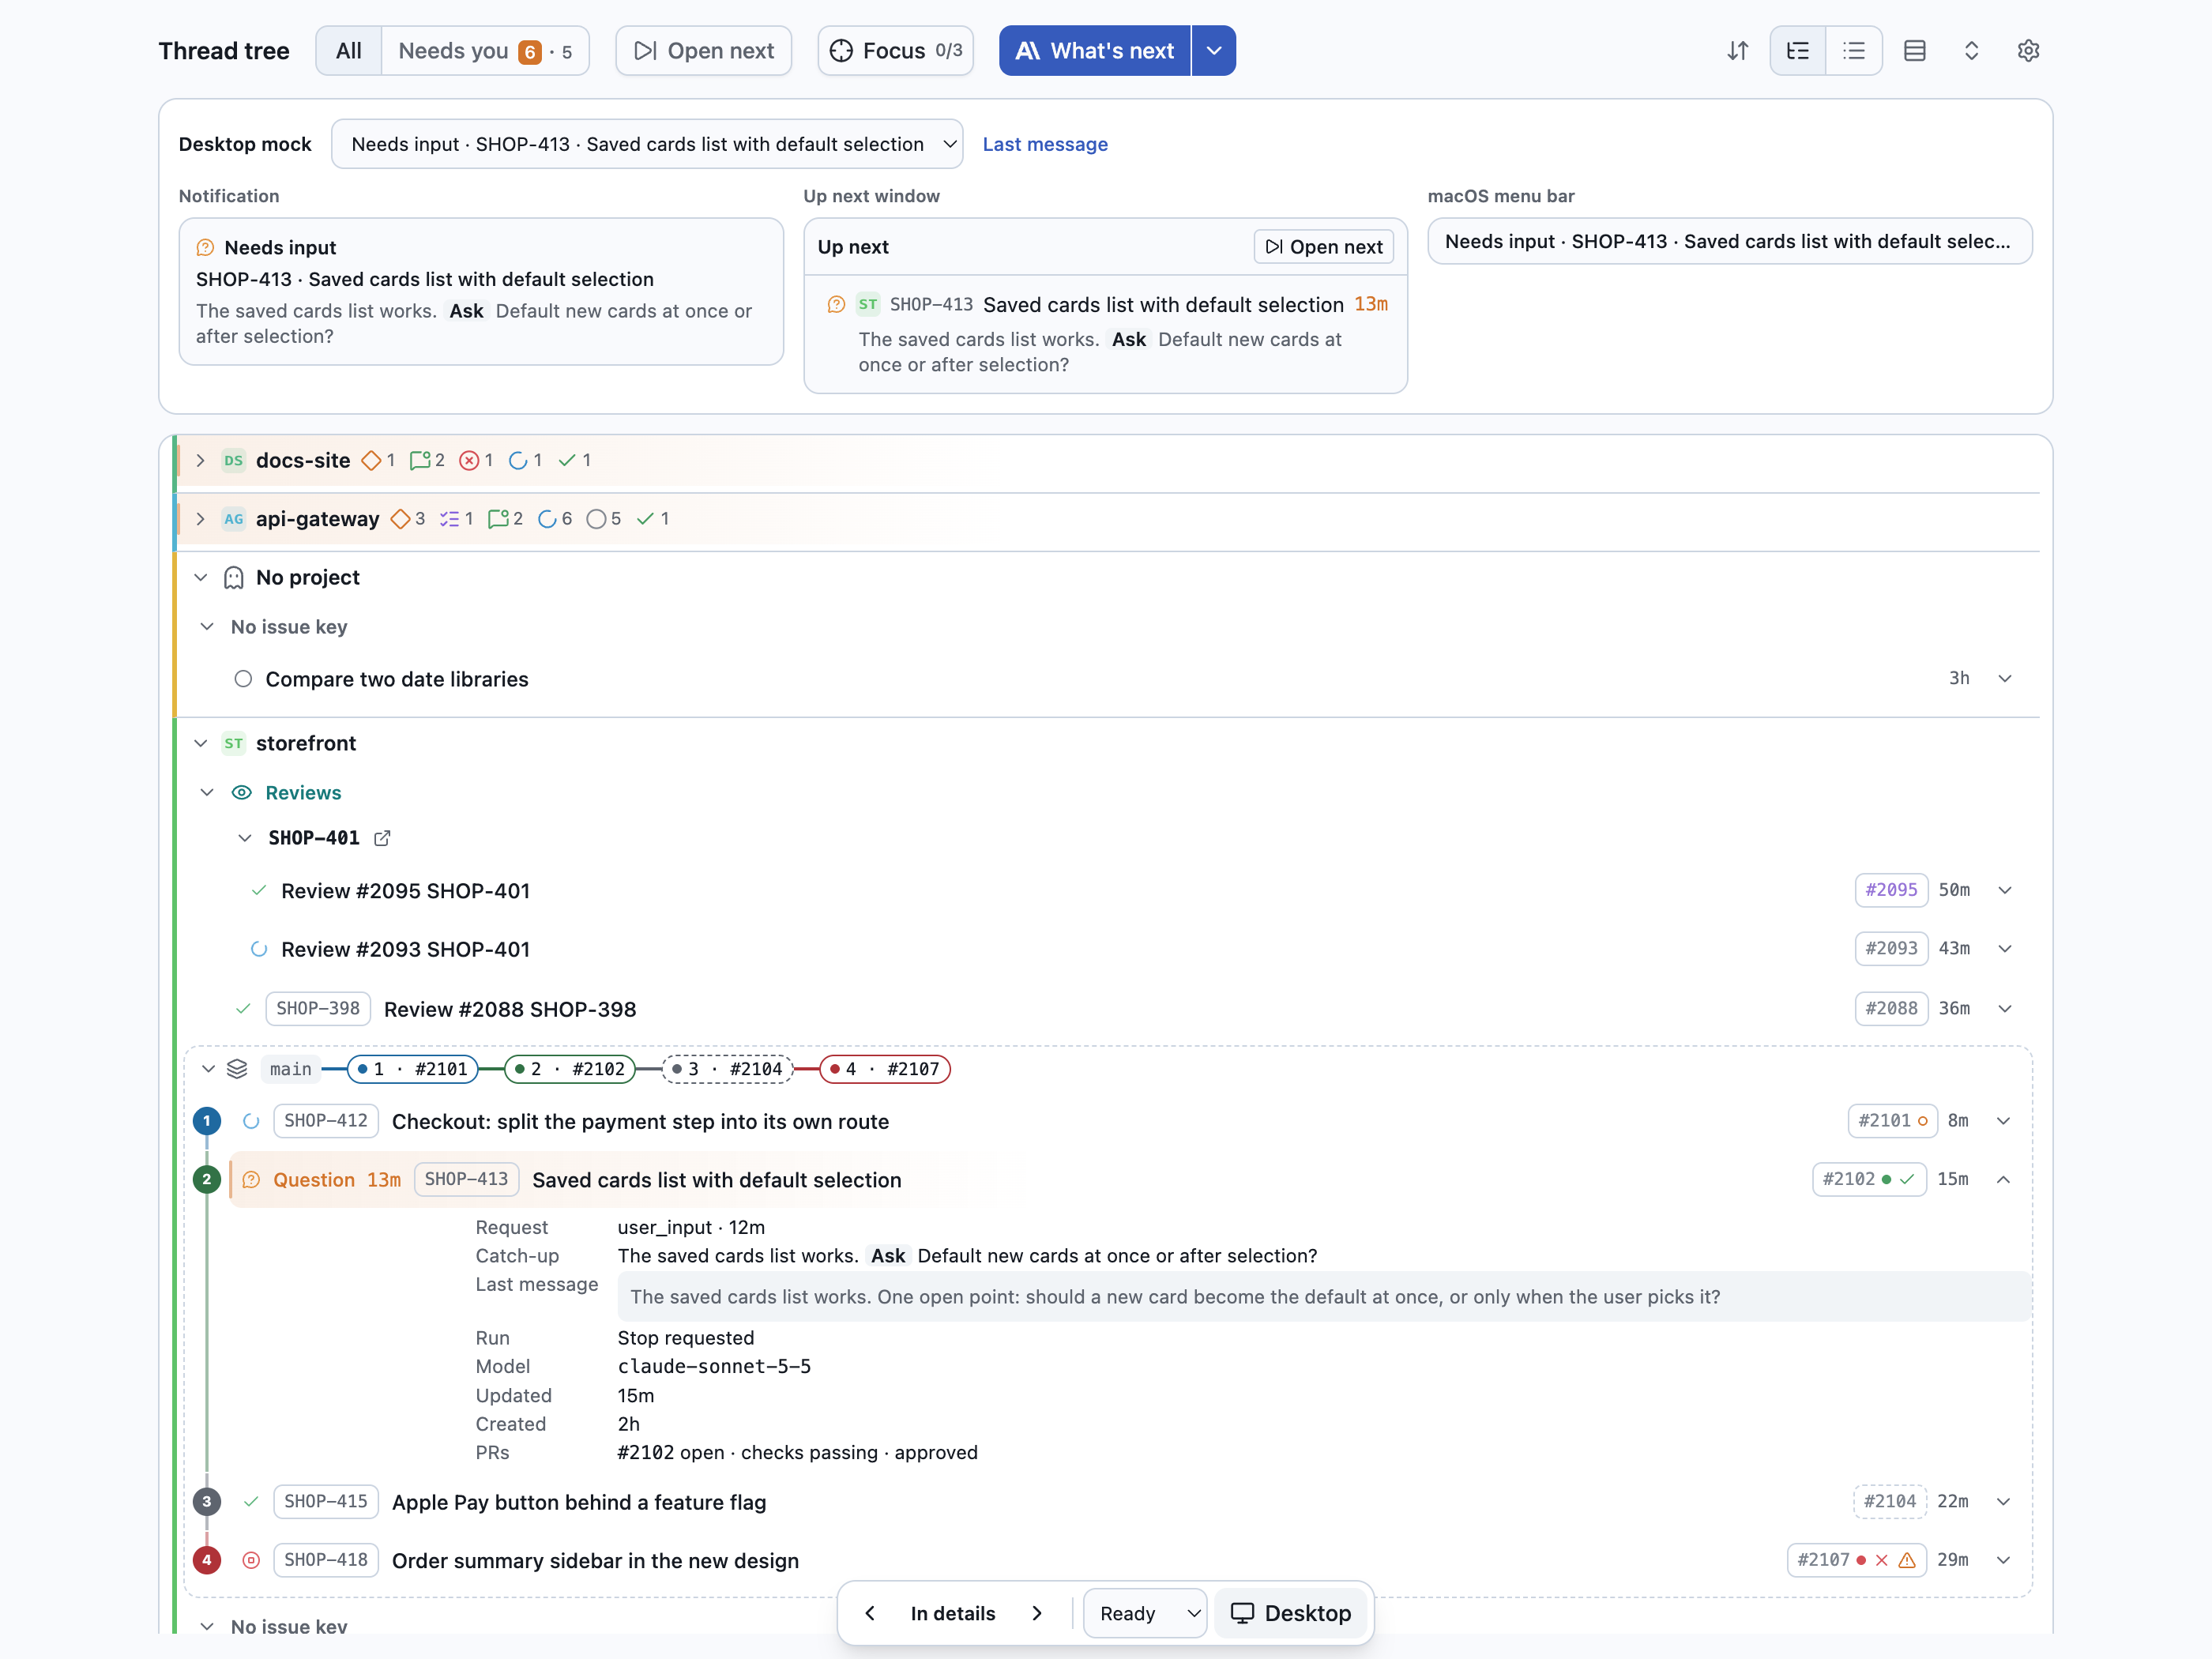 Thread tree All Needs you 6 · 5 Open next Focus 0/3 What's next
Desktop mock Needs input · SHOP-413 · Saved cards list with default selection Last message
Notification
Needs input
SHOP-413 · Saved cards list with default selection
The saved cards list works. Ask Default new cards at once or
after selection?
Up next window
Up next Open next
ST SHOP-413 Saved cards list with default selection 13m
The saved cards list works. Ask Default new cards at
once or after selection?
macOS menu bar
Needs input · SHOP-413 · Saved cards list with default selec...
DS docs-site 1 2 1 1 1
AG api-gateway 3 1 2 6 5 1
No project
No issue key
Compare two date libraries 3h
ST storefront
Reviews
SHOP-401
Review #2095 SHOP-401 #2095 50m
Review #2093 SHOP-401 #2093 43m
SHOP-398 Review #2088 SHOP-398 #2088 36m
main 1 · #2101 2 · #2102 3 · #2104 4 · #2107
1 SHOP-412 Checkout: split the payment step into its own route #2101 8m
2 Question 13m SHOP-413 Saved cards list with default selection #2102 15m
Request user_input · 12m
Catch-up The saved cards list works. Ask Default new cards at once or after selection?
Last message The saved cards list works. One open point: should a new card become the default at once, or only when the user picks it?
Run Stop requested
Model claude-sonnet-5-5
Updated 15m
Created 2h
PRs #2102 open · checks passing · approved
3 SHOP-415 Apple Pay button behind a feature flag #2104 22m
4 SHOP-418 Order summary sidebar in the new design #2107 29m
In details Ready Desktop
No issue key